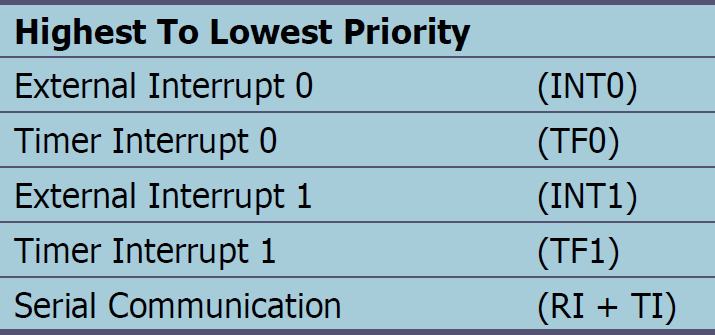 Highest To Lowest Priority
External Interrupt 0 (INT0)
Timer Interrupt 0 (TF0)
External Interrupt 1 (INT1)
Timer Interrupt 1 (TF1)
Serial Communication (RI + TI)